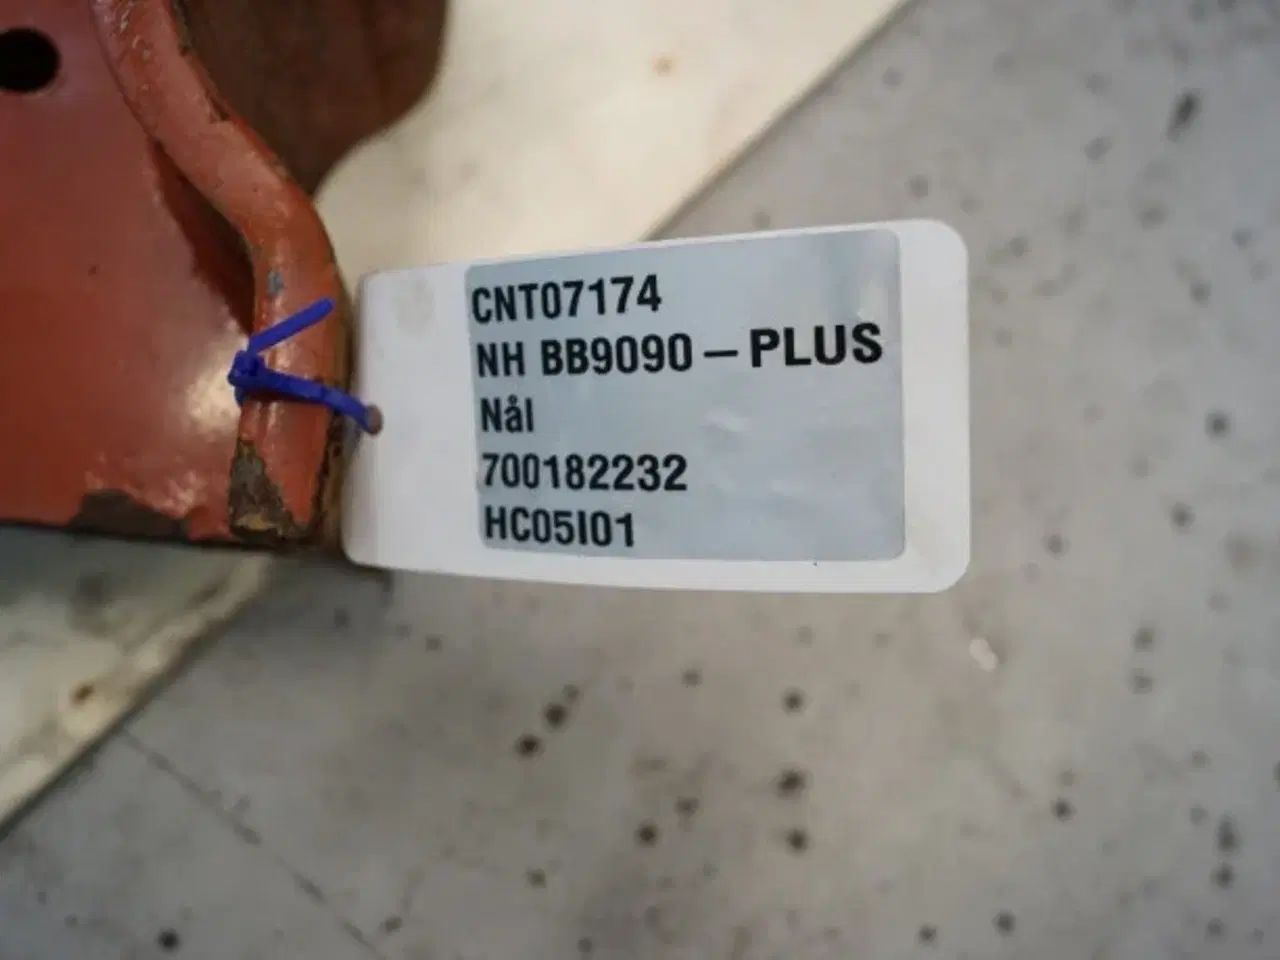 CNT07174
NH BB9090 – PLUS
Nål
700182232
HC05I01